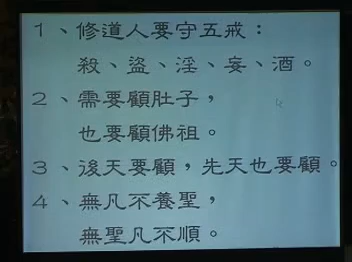 1、修道人要守五戒：
殺、盜、淫、妄、酒。
2、需要顧肚子，
也要顧佛祖。
3、後天要顧，先天也要顧。
4、無凡不養聖，
無聖凡不順。